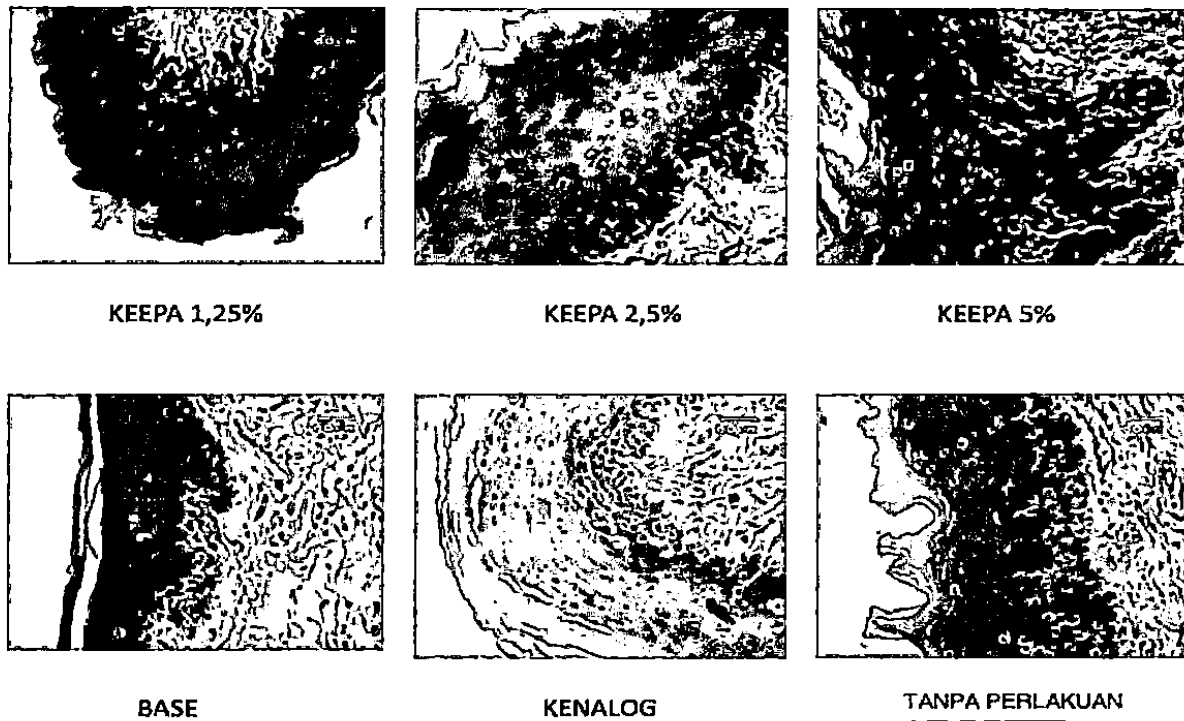 KEEPA 1,25%
KEEPA 2,5%
KEEPA 5%
BASE
KENALOG
TANPA PERLAKUAN